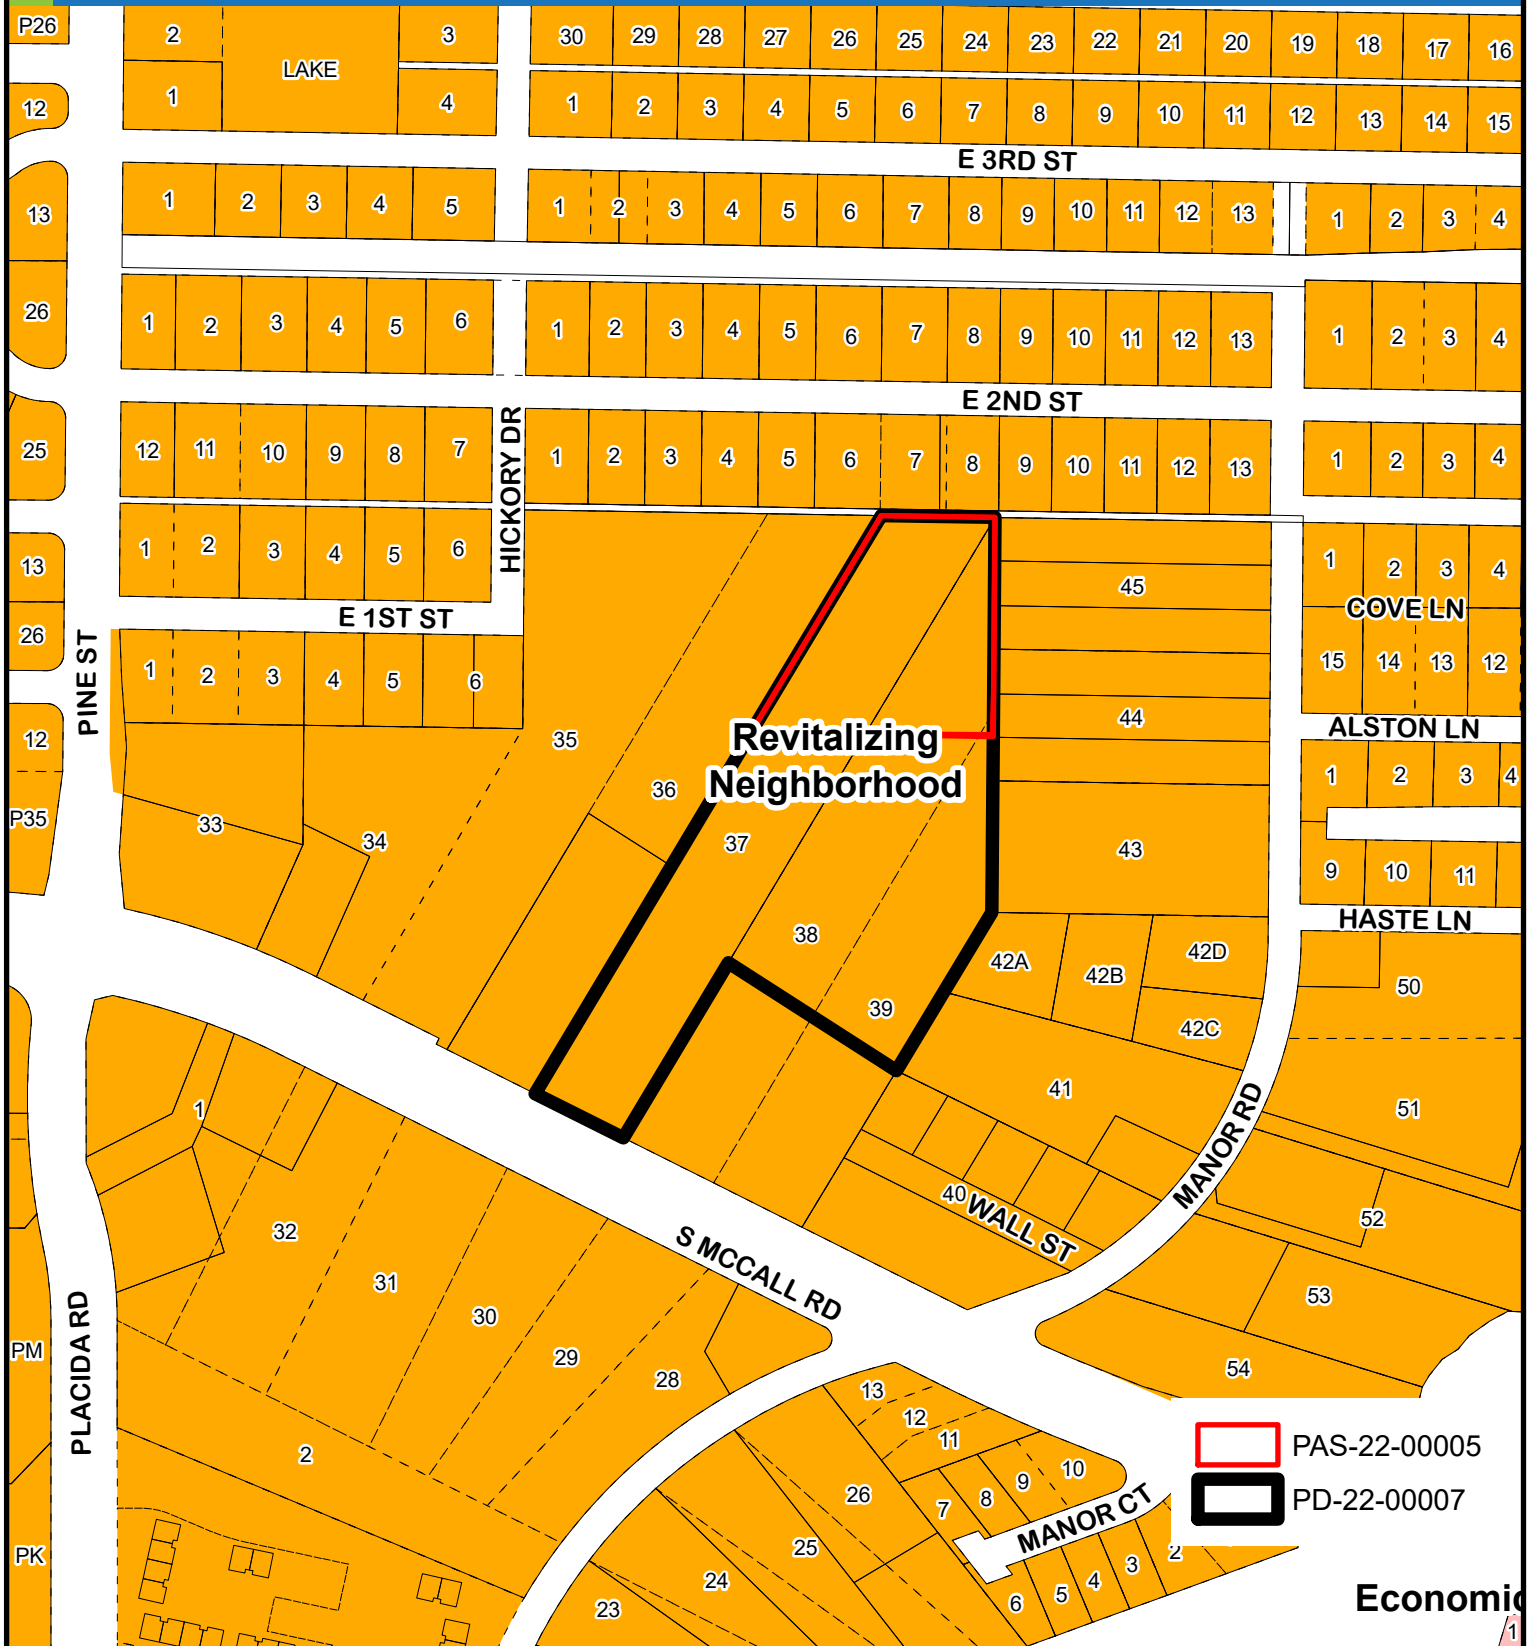 P26 2 3 30 29 28 27 26 25 24 23 22 21 20 19 18 17 16
LAKE
12 1 4 1 2 3 4 5 6 7 8 9 10 11 12 13 14 15
E 3RD ST
13 1 2 3 4 5 1 2 3 4 5 6 7 8 9 10 11 12 13 1 2 3 4
26 1 2 3 4 5 6 1 2 3 4 5 6 7 8 9 10 11 12 13 1 2 3 4
E 2ND ST
25 12 11 10 9 8 7 1 2 3 4 5 6 7 8 9 10 11 12 13 1 2 3 4
HICKORY DR
13 1 2 3 4 5 6 45 1 2 3 4
COVE LN
E 1ST ST
26 1 2 3 4 5 6 15 14 13 12
PINE ST
12 35 44
ALSTON LN
Revitalizing
Neighborhood
36 1 2 3 4
P35 33 34 37 43
9 10 11
HASTE LN
38 42A 42B 42D
39 42C 50
1 41 51
MANOR RD
40 WALL ST
32 52
S MCCALL RD
31 30 53
PLACIDA RD
PM 29 28 54
13 12 11
2 26 9 10
7 8
PAS-22-00005
PD-22-00007
MANOR CT
PK 25 24 23
6 5 4 3 2
Economic
1